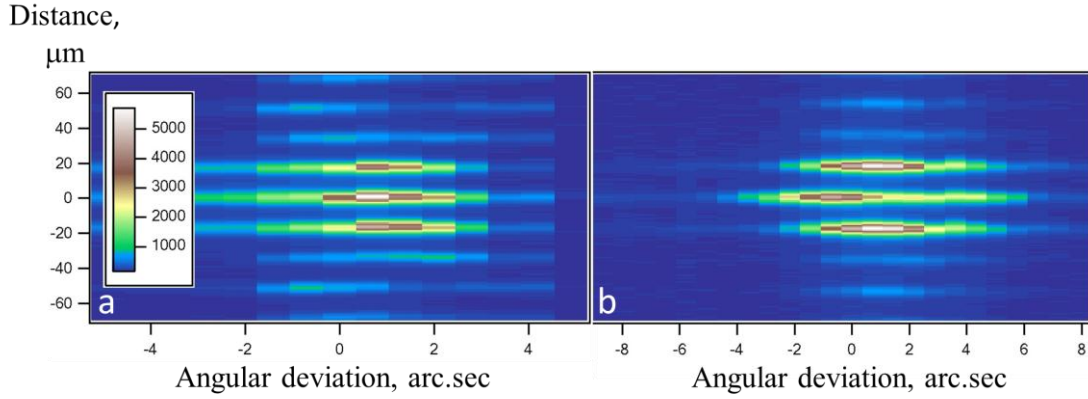 Distance,
μm
60
40
20
0
-20
-40
-60
5000
4000
3000
2000
1000
a
b
-4 -2 0 2 4
-8 -6 -4 -2 0 2 4 6 8
Angular deviation, arc.sec
Angular deviation, arc.sec